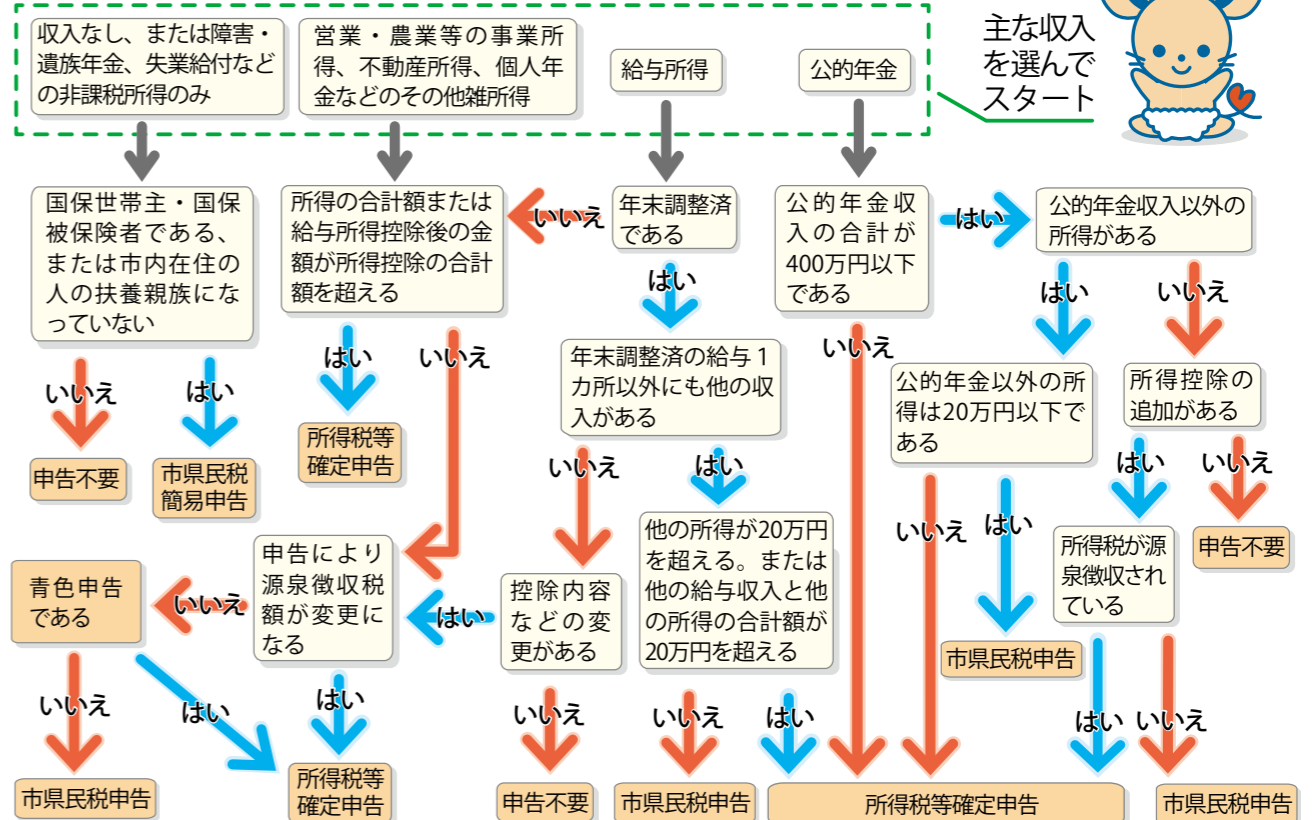 主な収入
を選んで
スタート
収入なし、または障害・
遺族年金、失業給付など
の非課税所得のみ
営業・農業等の事業所
得、不動産所得、個人年
金などのその他雑所得
給与所得
公的年金
国保世帯主・国保
被保険者である、
または市内在住の
人の扶養親族にな
っていない
所得の合計額または
給与所得控除後の金
額が所得控除の合計
額を超える
いいえ
年末調整済
である
公的年金収
入の合計が
400万円以下
である
はい
公的年金収入以外の
所得がある
いいえ
はい
はい
いいえ
はい
いいえ
はい
いいえ
申告不要
市県民税
簡易申告
所得税等
確定申告
年末調整済の給与1
カ所以外にも他の収
入がある
公的年金以外の所
得は20万円以下で
ある
所得控除の
追加がある
いいえ
はい
いいえ
はい
はい
いいえ
青色申告
である
いいえ
申告により
源泉徴収税
額が変更に
なる
はい
控除内容
などの変
更がある
他の所得が20万円
を超える。または
他の給与収入と他
の所得の合計額が
20万円を超える
市県民税申告
所得税が源
泉徴収され
ている
申告不要
いいえ
はい
はい
いいえ
いいえ
はい
はい
いいえ
市県民税申告
所得税等
確定申告
申告不要
市県民税申告
所得税等確定申告
市県民税申告